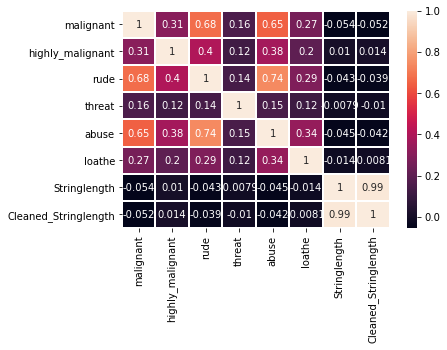 malignant 1 0.31 0.68 0.16 0.65 0.27 -0.054 -0.052
highly_malignant 0.31 1 0.4 0.12 0.38 0.2 0.01 0.014
rude 0.68 0.4 1 0.14 0.74 0.29 -0.043 -0.039
threat 0.16 0.12 0.14 1 0.15 0.12 -0.0079 -0.01
abuse 0.65 0.38 0.74 0.15 1 0.34 -0.045 -0.042
loathe 0.27 0.2 0.29 0.12 0.34 1 -0.014 -0.0081
Stringlength -0.054 0.01 -0.043 -0.0079 -0.045 -0.014 1 0.99
Cleaned_Stringlength -0.052 0.014 -0.039 -0.01 -0.042 -0.0081 0.99 1
malignant
highly_malignant
rude
threat
abuse
loathe
Stringlength
Cleaned_Stringlength
1.0
0.8
0.6
0.4
0.2
0.0